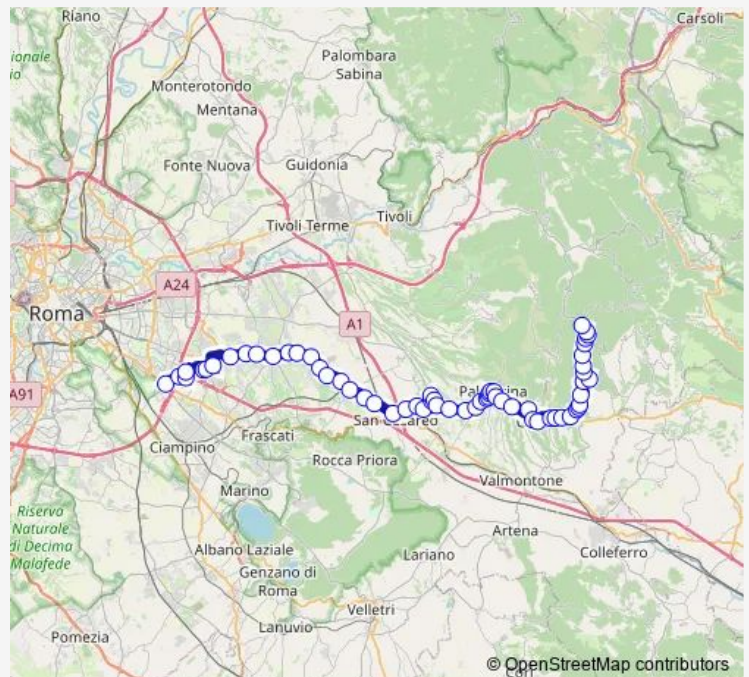 Riano
Carsoli
ionale
io
Palombara
Sabina
Monterotondo
Mentana
Fonte Nuova
Guidonia
Tivoli Terme
Tivoli
A24
Roma
A1
A91
San Cesareo
Ciampino
Frascati
Rocca Priora
Valmontone
Marino
Riserva
Naturale
di Decima
Malafede
Artena
Albano Laziale
Lariano
Colleferro
Genzano di
Roma
Velletri
Lanuvio
Pomezia
© OpenStreetMap contributors